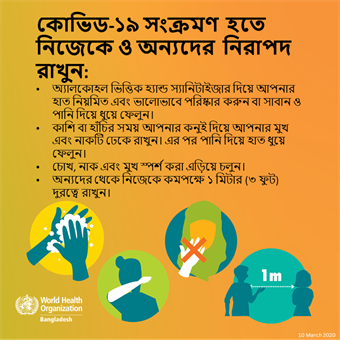 কোভিড-১৯ সংক্রমণ হতে
নিজেকে ও অন্যদের নিরাপদ
রাখুন:
• অ্যালকোহল ভিত্তিক হ্যান্ড স্যানিটাইজার দিয়ে আপনার
হাত নিয়মিত এবং ভালোভাবে পরিষ্কার করুন বা সাবান ও
পানি দিয়ে ধুয়ে ফেলুন।
• কাশি বা হাঁচির সময় আপনার কনুই দিয়ে আপনার মুখ
এবং নাকটি ঢেকে রাখুন। এর পর পানি দিয়ে হাত ধুয়ে
ফেলুন।
• চোখ, নাক এবং মুখ স্পর্শ করা এড়িয়ে চলুন।
• অন্যদের থেকে নিজেকে কমপক্ষে ১ মিটার (৩ ফুট)
দূরত্বে রাখুন।
1m
World Health
Organization
Bangladesh
10 March 2020